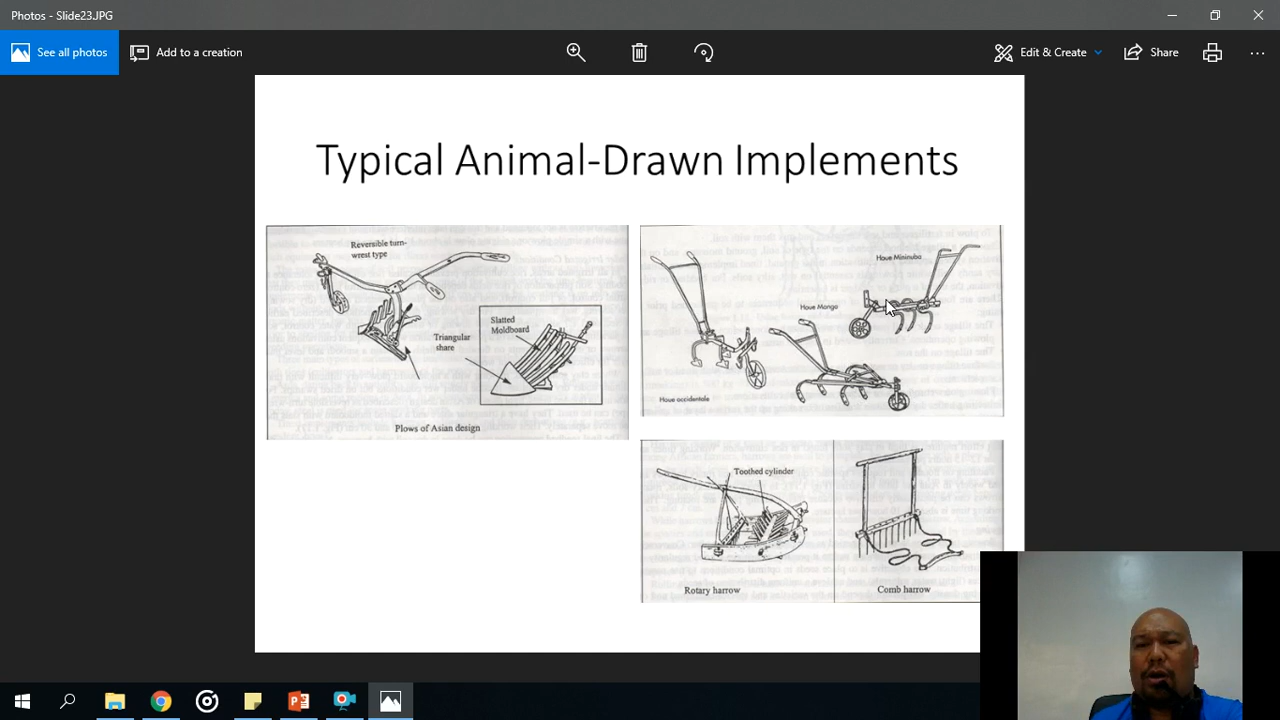 Photos - Slide23.JPG
See all photos
Add to a creation
Edit & Create
Share
Typical Animal-Drawn Implements
Reversible turn-
wrest type
Slatted
Moldboard
Triangular
share
Plows of Asian design
Houe Mininuba
Houe Manga
Houe occidentale
Toothed cylinder
Rotary harrow
Comb harrow